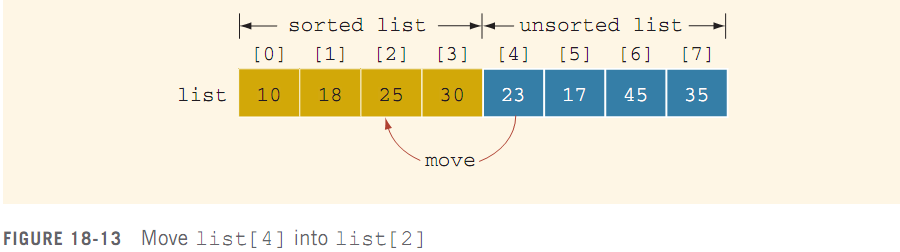 sorted list unsorted list
[0] [1] [2] [3] [4] [5] [6] [7]
list 10 18 25 30 23 17 45 35
move
FIGURE 18-13 Move list[4] into list[2]